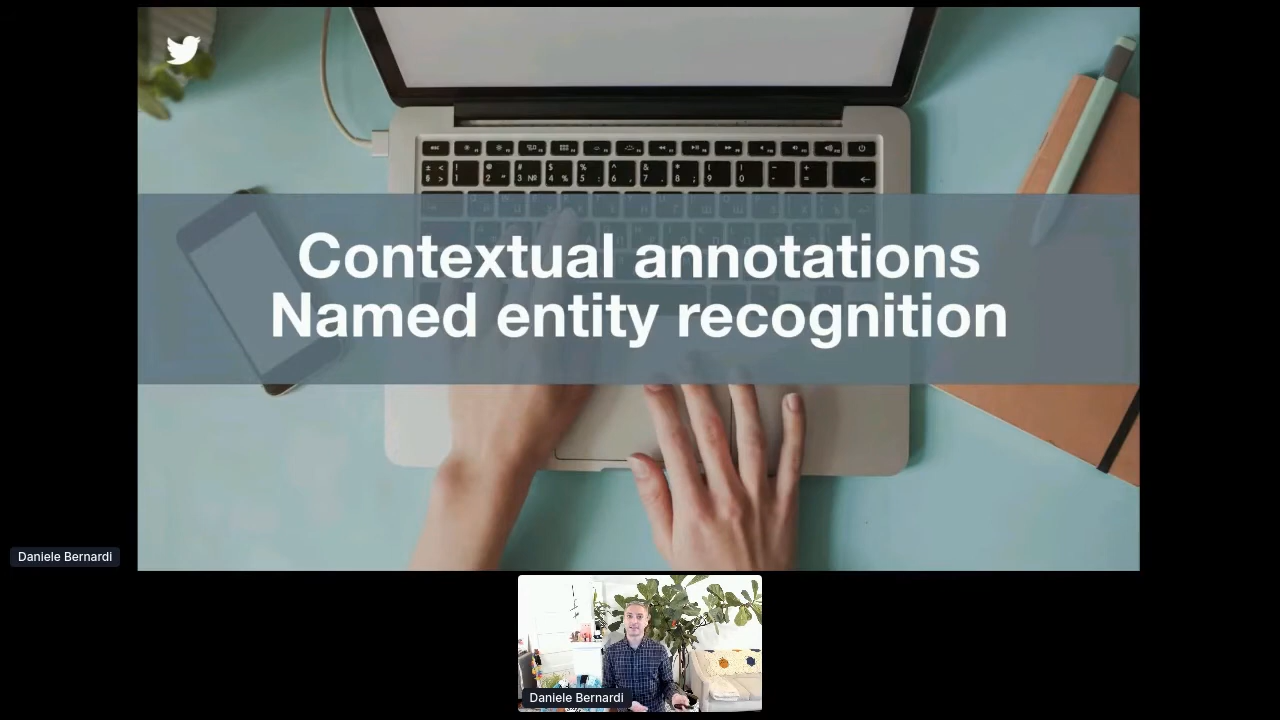 Contextual annotations
Named entity recognition
Daniele Bernardi
Daniele Bernardi